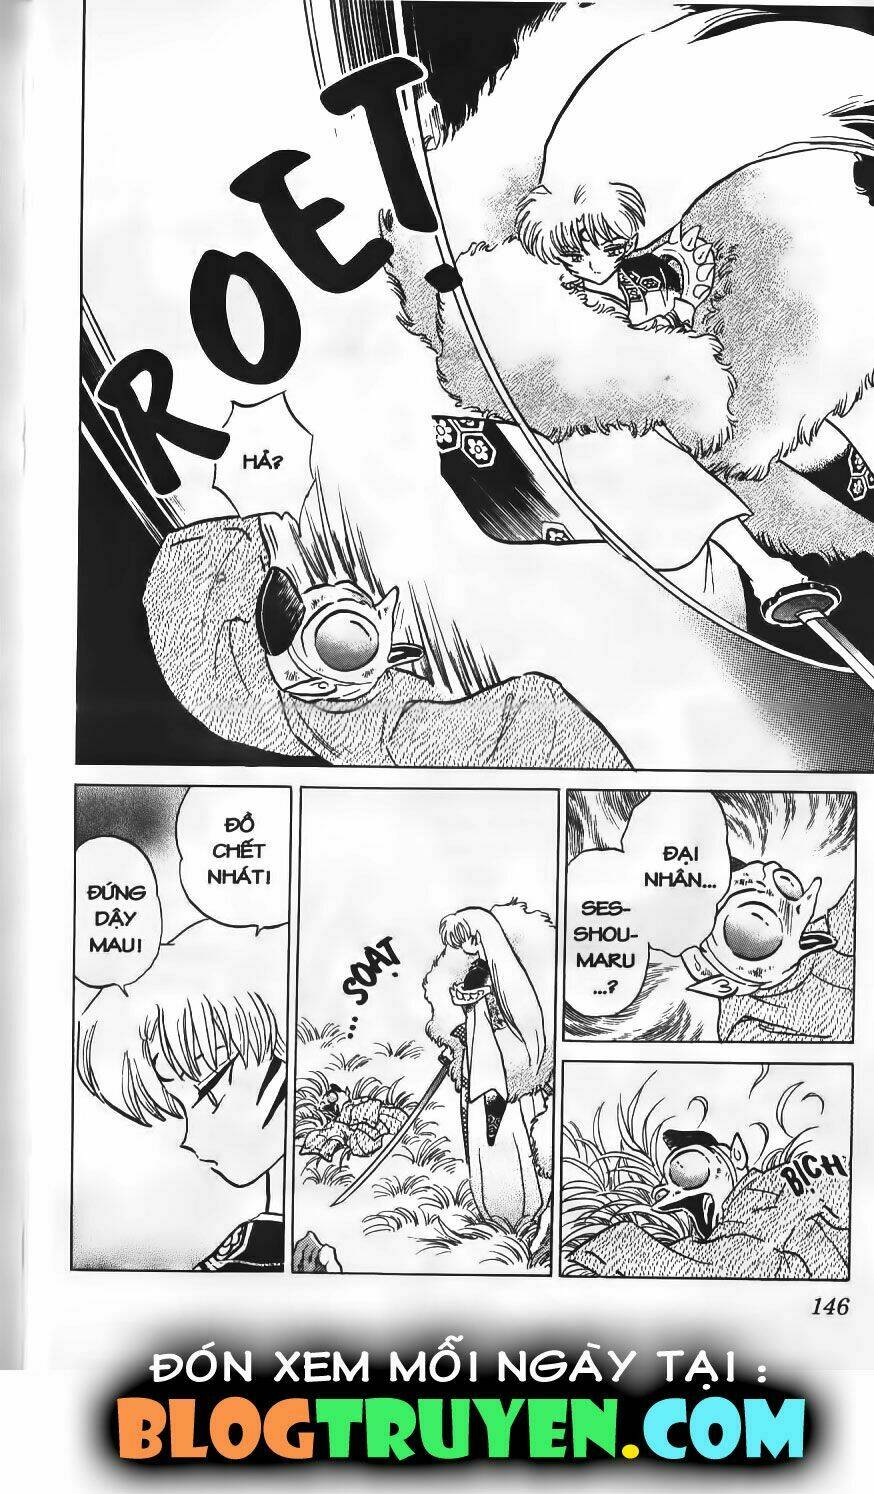 ROET.
HẢ?
ĐỒ
CHẾT
NHÁT!
ĐỨNG
DẬY
MAU!
... SOẠT
ĐẠI
NHÂN...
SES-
SHOU-
MARU
...?
BỊCH
146
ĐÓN XEM MỖI NGÀY TẠI :
BLOGTRUYEN.COM